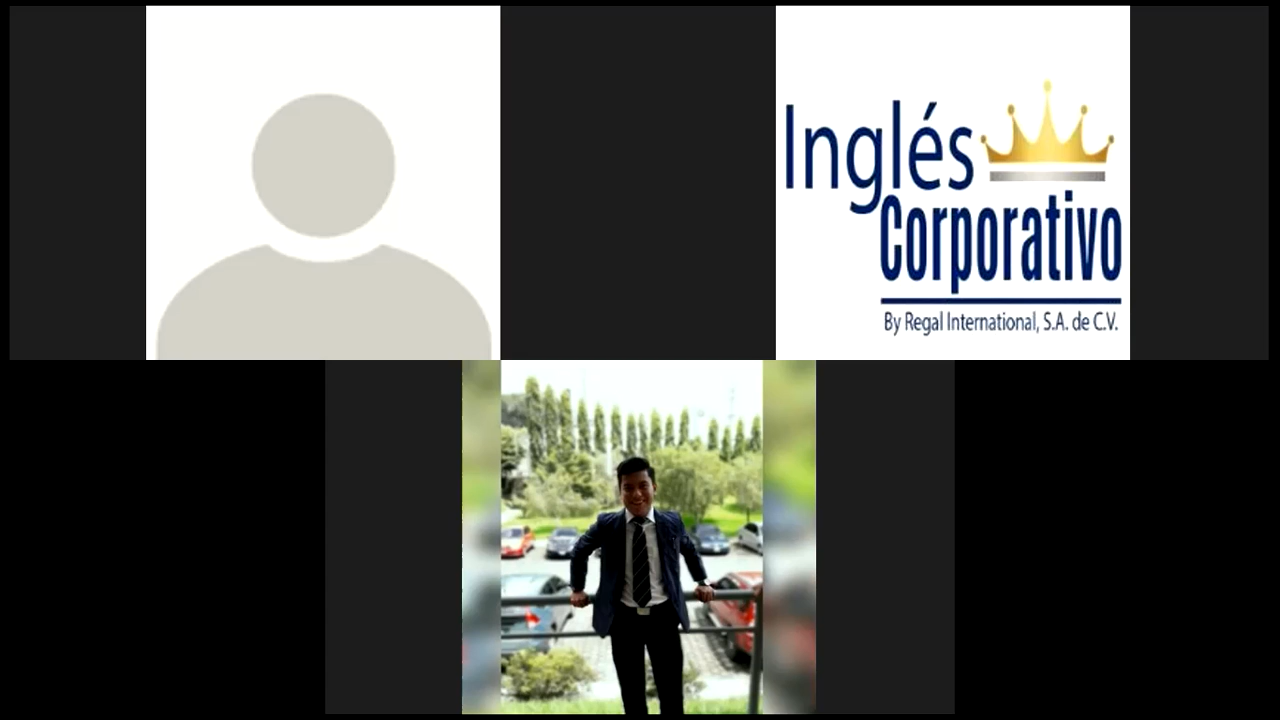 Inglés
Corporativo
By Regal International, S.A. de C.V.